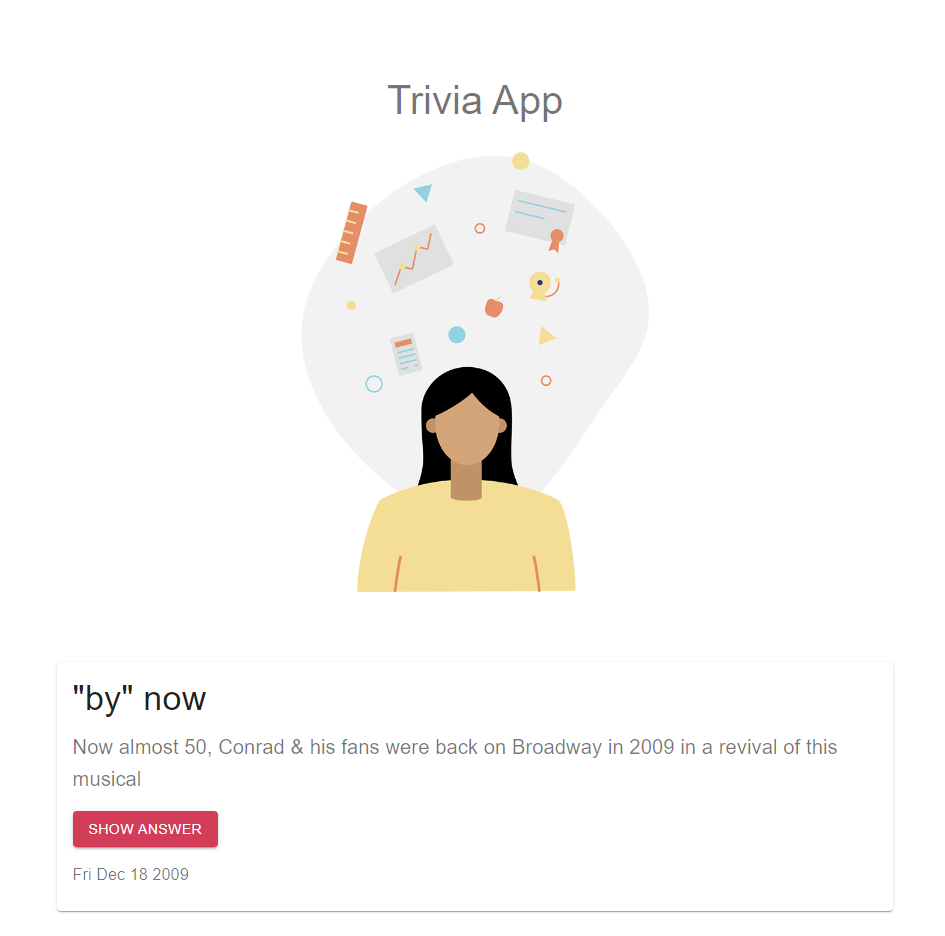 Trivia App
"by" now
Now almost 50, Conrad & his fans were back on Broadway in 2009 in a revival of this
musical
SHOW ANSWER
Fri Dec 18 2009